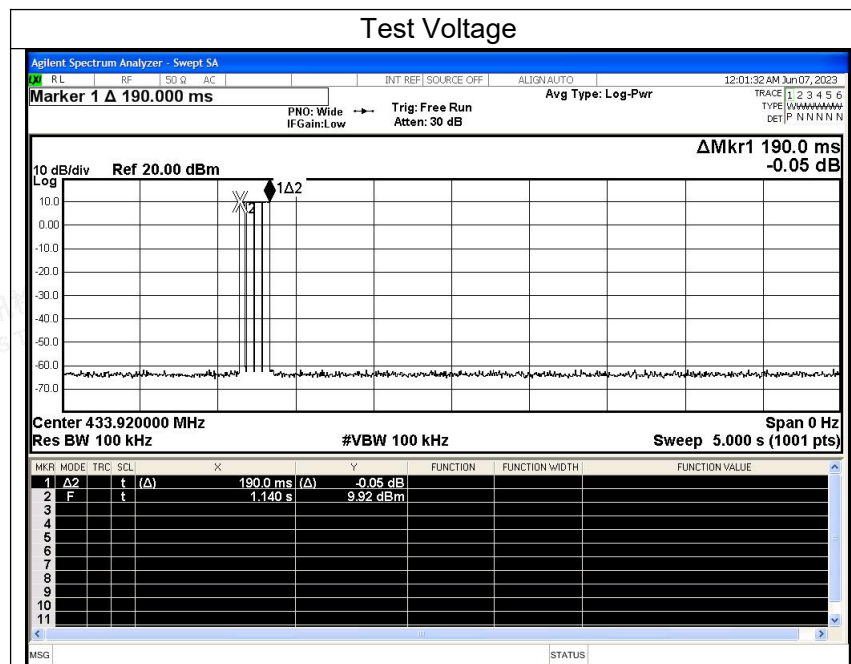 Test Voltage
Agilent Spectrum Analyzer - Swept SA
LXI RL RF 50 Ω AC INT REF SOURCE OFF ALIGN AUTO 12:01:32 AM Jun 07, 2023
Marker 1 Δ 190.000 ms
PNO: Wide
IFGain:Low
Trig: Free Run
Atten: 30 dB
Avg Type: Log-Pwr
TRACE 1 2 3 4 5 6
TYPE WWWWWW
DET P N N N N N
ΔMkr1 190.0 ms
-0.05 dB
10 dB/div Ref 20.00 dBm
Log
1Δ2
10.0
2
0.00
-10.0
-20.0
-30.0
-40.0
-50.0
-60.0
-70.0
Center 433.920000 MHz Span 0 Hz
Res BW 100 kHz #VBW 100 kHz Sweep 5.000 s (1001 pts)
MKR MODE TRC SCL X Y FUNCTION FUNCTION WIDTH FUNCTION VALUE
1 Δ2 t (Δ) 190.0 ms (Δ) -0.05 dB
2 F t 1.140 s 9.92 dBm
3
4
5
6
7
8
9
10
11
MSG STATUS